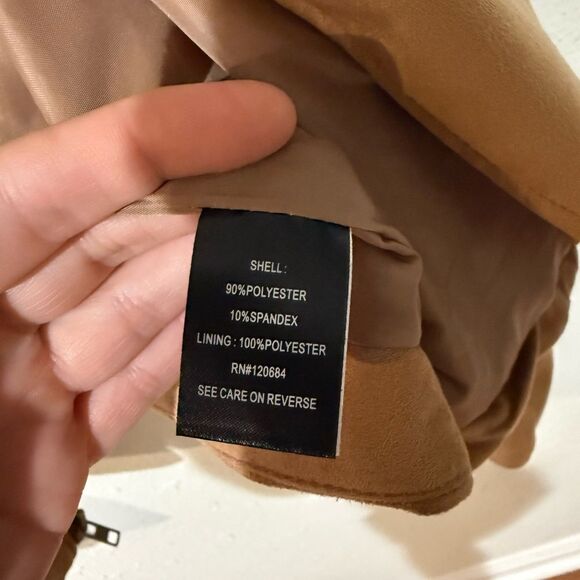 SHELL :
90%POLYESTER
10%SPANDEX
LINING : 100%POLYESTER
RN#120684
SEE CARE ON REVERSE